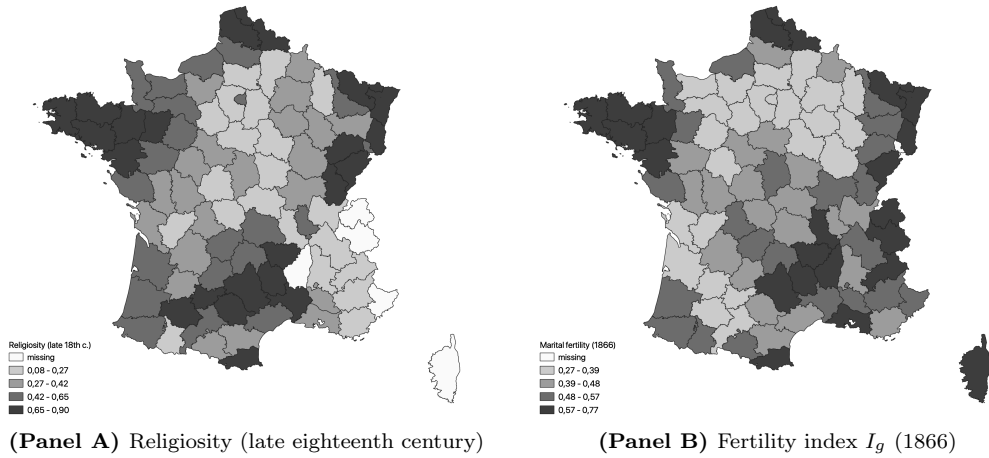 Religiosity (late 18th c.)
missing
0,08 - 0,27
0,27 - 0,42
0,42 - 0,65
0,65 - 0,90
Marital fertility (1866)
missing
0,27 - 0,39
0,39 - 0,48
0,48 - 0,57
0,57 - 0,77
(Panel A) Religiosity (late eighteenth century)
(Panel B) Fertility index I_g (1866)